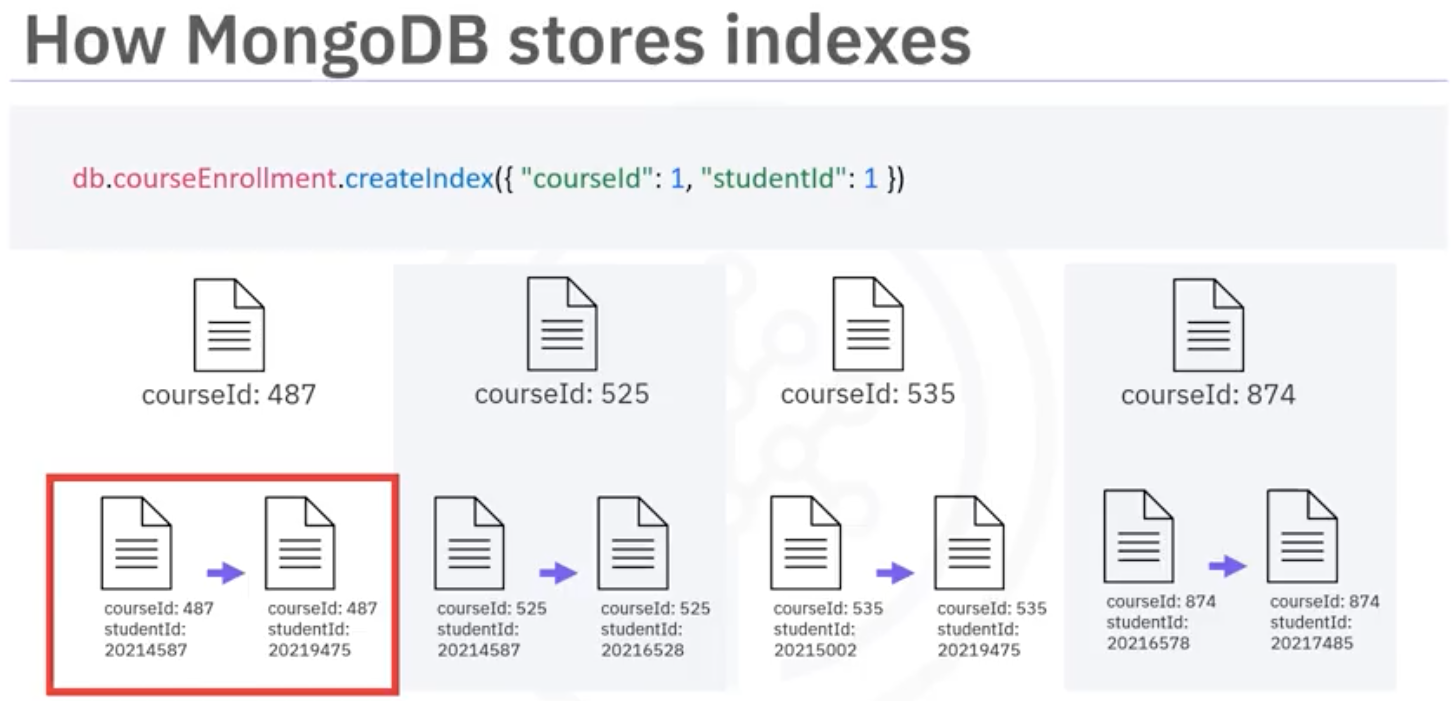 How MongoDB stores indexes
db.courseEnrollment.createIndex({ "courseId": 1, "studentId": 1 })
courseId: 487
courseId: 525
courseId: 535
courseId: 874
courseId: 487
studentId:
20214587
courseId: 487
studentId:
20219475
courseId: 525
studentId:
20214587
courseId: 525
studentId:
20216528
courseId: 535
studentId:
20215002
courseId: 535
studentId:
20219475
courseId: 874
studentId:
20216578
courseId: 874
studentId:
20217485